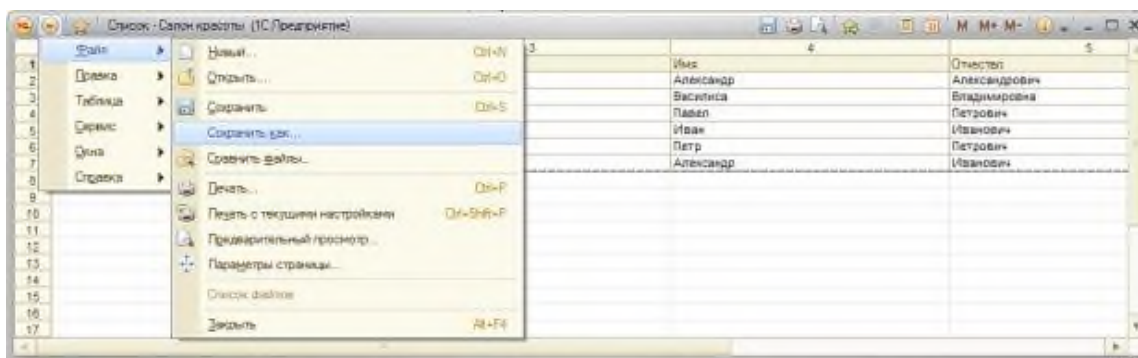 Список - Салон красоты (1С:Предприятие)
M M+ M-
Файл
Правка
Таблица
Сервис
Окна
Справка
Новый... Ctrl+N
Открыть... Ctrl+O
Сохранить Ctrl+S
Сохранить как...
Сравнить файлы...
Печать... Ctrl+P
Печать с текущими настройками Ctrl+Shift+P
Предварительный просмотр...
Параметры страницы...
Список файлов
Закрыть Alt+F4
3 4 5
1 Имя Отчество
2 Александр Александрович
3 Василиса Владимировна
4 Павел Петрович
5 Иван Иванович
6 Петр Петрович
7 Александр Иванович
8
9
10
11
12
13
14
15
16
17